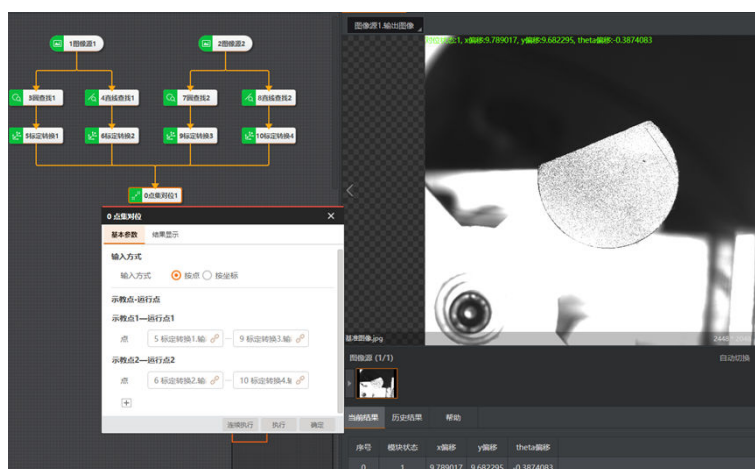 1图像源1
2图像源2
3圆查找1
4直线查找1
7圆查找2
8直线查找2
5标定转换1
6标定转换2
9标定转换3
10标定转换4
0点集对位1
0 点集对位
基本参数 结果显示
输入方式
输入方式 按点 按坐标
示教点-运行点
示教点1—运行点1
点 5 标定转换1.输 9 标定转换3.输
示教点2—运行点2
点 6 标定转换2.输 10 标定转换4.输
连续执行 执行 确定
图像源1.输出图像
1, x偏移:9.789017, y偏移:9.682295, theta偏移:-0.3874083
基准图像.jpg
图像源 (1/1) 自动切换
当前结果 历史结果 帮助
序号 模块状态 x偏移 y偏移 theta偏移
0 1 9.789017 9.682295 -0.3874083